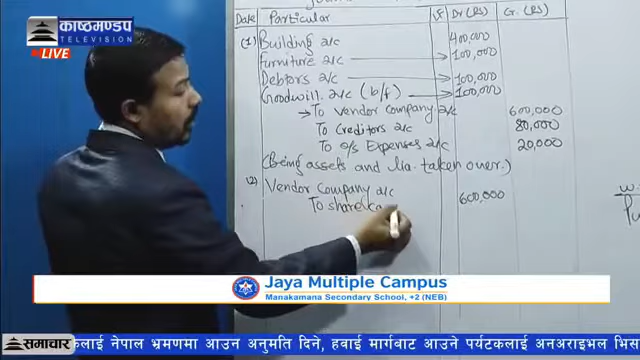 काष्ठमण्डप
TELEVISION
LIVE
Date Particular Dr (Rs) Cr. (Rs)
(1) Building a/c 400,000
Furniture a/c 100,000
Debtors a/c 100,000
Goodwill a/c (b/f) 100,000
To Vendor Company a/c 600,000
To Creditors a/c 80,000
To o/s Expenses a/c 20,000
(Being assets and lia. taken over.)
(2) Vendor Company a/c 600,000
To share ca
Jaya Multiple Campus
Manakamana Secondary School, +2 (NEB)
समाचार लाई नेपाल भ्रमणमा आउन अनुमति दिने, हवाई मार्गबाट आउने पर्यटकलाई अनअराइभल भिस